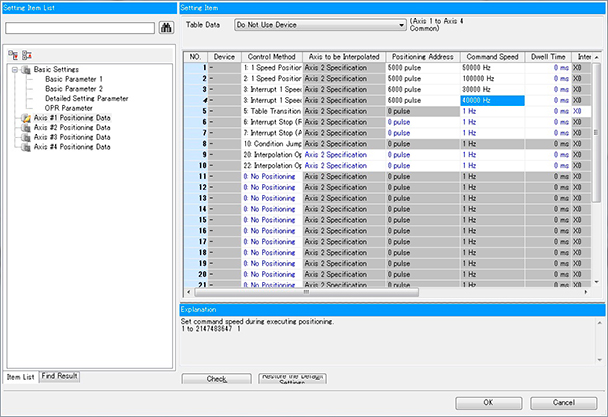 Setting Item List
Setting Item
Table Data
Do Not Use Device
(Axis 1 to Axis 4
Common)
Basic Settings
Basic Parameter 1
Basic Parameter 2
Detailed Setting Parameter
OPR Parameter
Axis #1 Positioning Data
Axis #2 Positioning Data
Axis #3 Positioning Data
Axis #4 Positioning Data
NO. Device Control Method Axis to be Interpolated Positioning Address Command Speed Dwell Time Inter
1 - 1: 1 Speed Position Axis 2 Specification 5000 pulse 50000 Hz 0 ms X0
2 - 2: 1 Speed Position Axis 2 Specification 5000 pulse 100000 Hz 0 ms X0
3 - 3: Interrupt 1 Speed Axis 2 Specification 6000 pulse 30000 Hz 0 ms X0
4 - 3: Interrupt 1 Speed Axis 2 Specification 6000 pulse 40000 Hz 0 ms X0
5 - 5: Table Transition Axis 2 Specification 0 pulse 1 Hz 0 ms X0
6 - 6: Interrupt Stop (R Axis 2 Specification 0 pulse 1 Hz 0 ms X0
7 - 7: Interrupt Stop (A Axis 2 Specification 0 pulse 1 Hz 0 ms X0
8 - 10: Condition Jump Axis 2 Specification 0 pulse 1 Hz 0 ms X0
9 - 20: Interpolation Op Axis 2 Specification 0 pulse 1 Hz 0 ms X0
10 - 22: Interpolation Op Axis 2 Specification 0 pulse 1 Hz 0 ms X0
11 - 0: No Positioning Axis 2 Specification 0 pulse 1 Hz 0 ms X0
12 - 0: No Positioning Axis 2 Specification 0 pulse 1 Hz 0 ms X0
13 - 0: No Positioning Axis 2 Specification 0 pulse 1 Hz 0 ms X0
14 - 0: No Positioning Axis 2 Specification 0 pulse 1 Hz 0 ms X0
15 - 0: No Positioning Axis 2 Specification 0 pulse 1 Hz 0 ms X0
16 - 0: No Positioning Axis 2 Specification 0 pulse 1 Hz 0 ms X0
17 - 0: No Positioning Axis 2 Specification 0 pulse 1 Hz 0 ms X0
18 - 0: No Positioning Axis 2 Specification 0 pulse 1 Hz 0 ms X0
19 - 0: No Positioning Axis 2 Specification 0 pulse 1 Hz 0 ms X0
20 - 0: No Positioning Axis 2 Specification 0 pulse 1 Hz 0 ms X0
21 - 0: No Positioning Axis 2 Specification 0 pulse 1 Hz 0 ms X0
Explanation
Set command speed during executing positioning.
1 to 2147483647 1
Item List Find Result
Check
Restore the Default
Settings
OK
Cancel